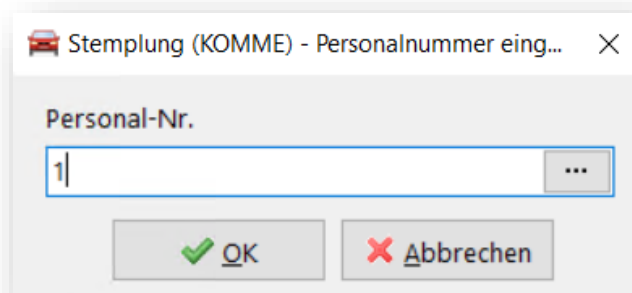 Stemplung (KOMME) - Personalnummer eing...
Personal-Nr.
1
...
OK
Abbrechen